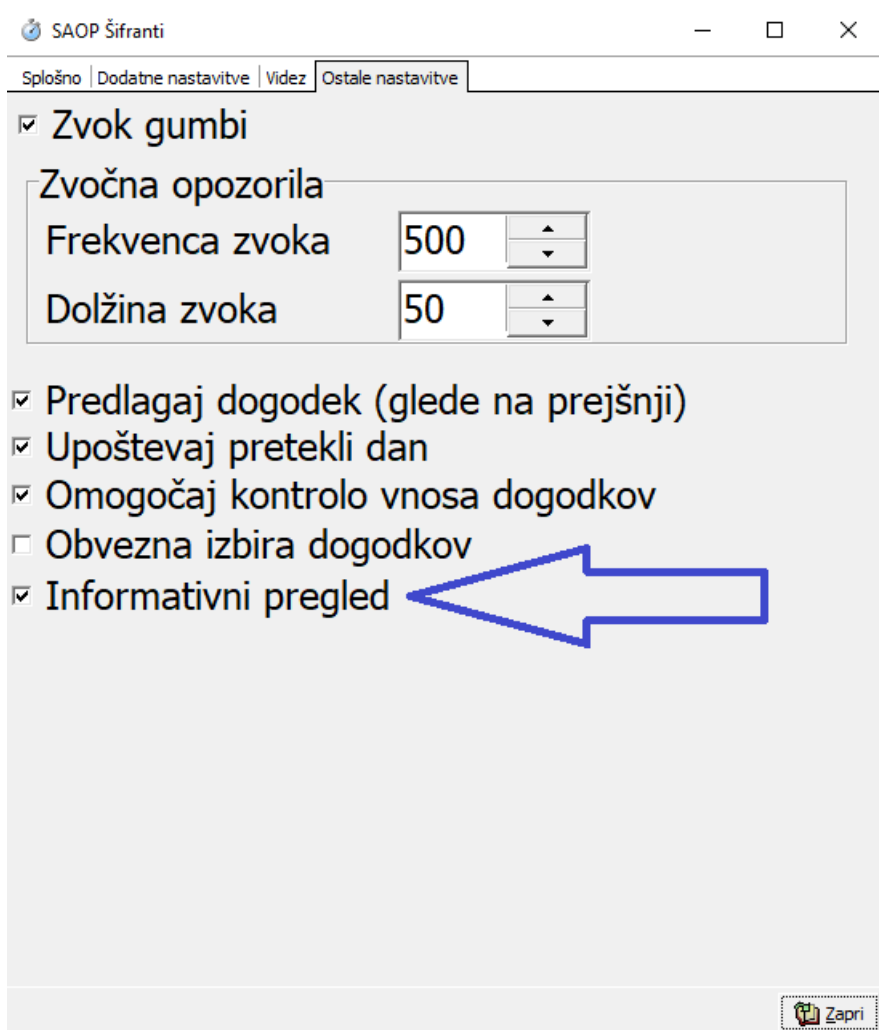 SAOP Šifranti
Splošno Dodatne nastavitve Videz Ostale nastavitve
Zvok gumbi
Zvočna opozorila
Frekvenca zvoka 500
Dolžina zvoka 50
Predlagaj dogodek (glede na prejšnji)
Upoštevaj pretekli dan
Omogočaj kontrolo vnosa dogodkov
Obvezna izbira dogodkov
Informativni pregled
Zapri